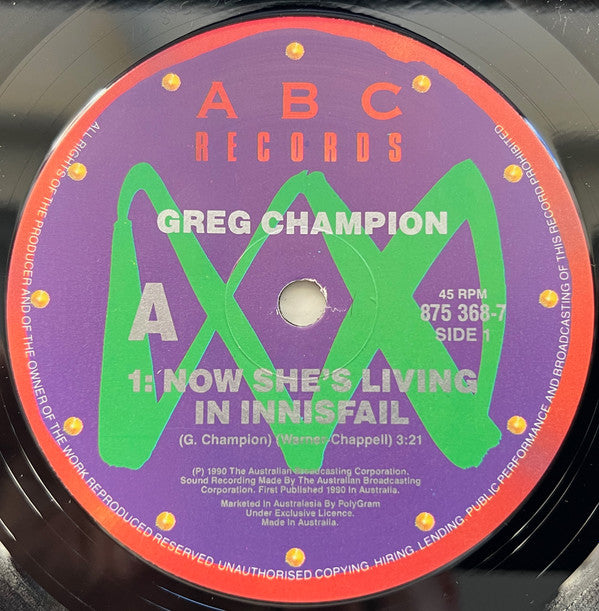 A B C
RECORDS
GREG CHAMPION
A
45 RPM
875 368-7
SIDE 1
1: NOW SHE'S LIVING
IN INNISFAIL
(G. Champion) (Warner-Chappell) 3:21
(P) 1990 The Australian Broadcasting Corporation.
Sound Recording Made By The Australian Broadcasting
Corporation. First Published 1990 In Australia.
Marketed In Australasia By PolyGram
Under Exclusive Licence.
Made In Australia.
ALL RIGHTS OF THE PRODUCER AND OF THE OWNER OF THE WORK REPRODUCED RESERVED. UNAUTHORISED COPYING, HIRING, LENDING, PUBLIC PERFORMANCE AND BROADCASTING OF THIS RECORD PROHIBITED